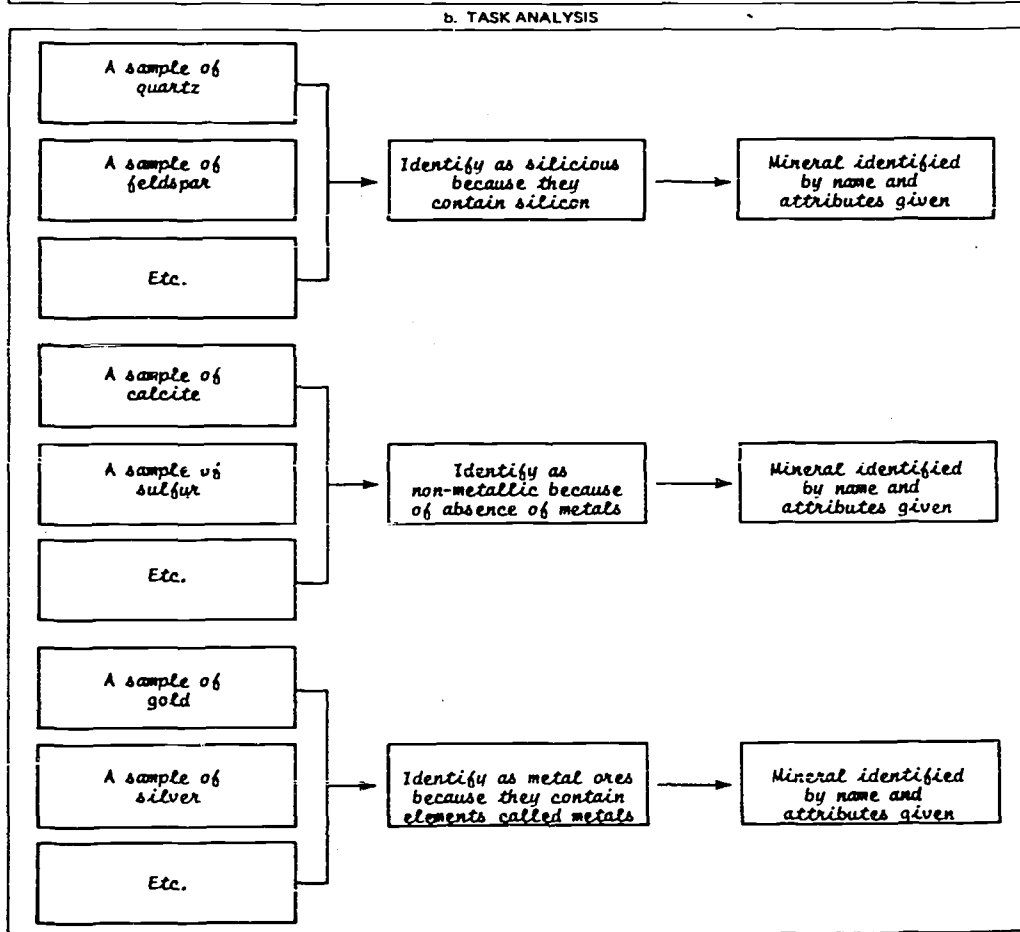 b. TASK ANALYSIS
A sample of
quartz
A sample of
feldspar
Etc.
Identify as silicious
because they
contain silicon
Mineral identified
by name and
attributes given
A sample of
calcite
A sample of
sulfur
Etc.
Identify as
non-metallic because
of absence of metals
Mineral identified
by name and
attributes given
A sample of
gold
A sample of
silver
Etc.
Identify as metal ores
because they contain
elements called metals
Mineral identified
by name and
attributes given